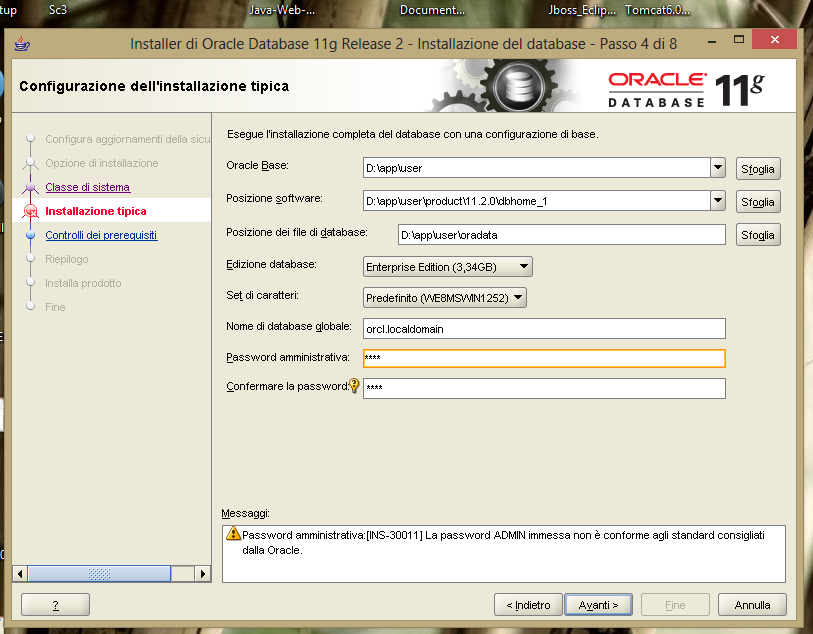 tup Sc3 Java-Web-... Document... Jboss_Eclip... Tomcat6.0...
Installer di Oracle Database 11g Release 2 - Installazione del database - Passo 4 di 8
Configurazione dell'installazione tipica
ORACLE 11g
DATABASE
Configura aggiornamenti della sicu
Opzione di installazione
Classe di sistema
Installazione tipica
Controlli dei prerequisiti
Riepilogo
Installa prodotto
Fine
Esegue l'installazione completa del database con una configurazione di base.
Oracle Base: D:\app\user Sfoglia
Posizione software: D:\app\user\product\11.2.0\dbhome_1 Sfoglia
Posizione dei file di database: D:\app\user\oradata Sfoglia
Edizione database: Enterprise Edition (3,34GB)
Set di caratteri: Predefinito (WE8MSWIN1252)
Nome di database globale: orcl.localdomain
Password amministrativa: ****
Confermare la password: ****
Messaggi:
Password amministrativa:[INS-30011] La password ADMIN immessa non è conforme agli standard consigliati
dalla Oracle.
? < Indietro Avanti > Fine Annulla